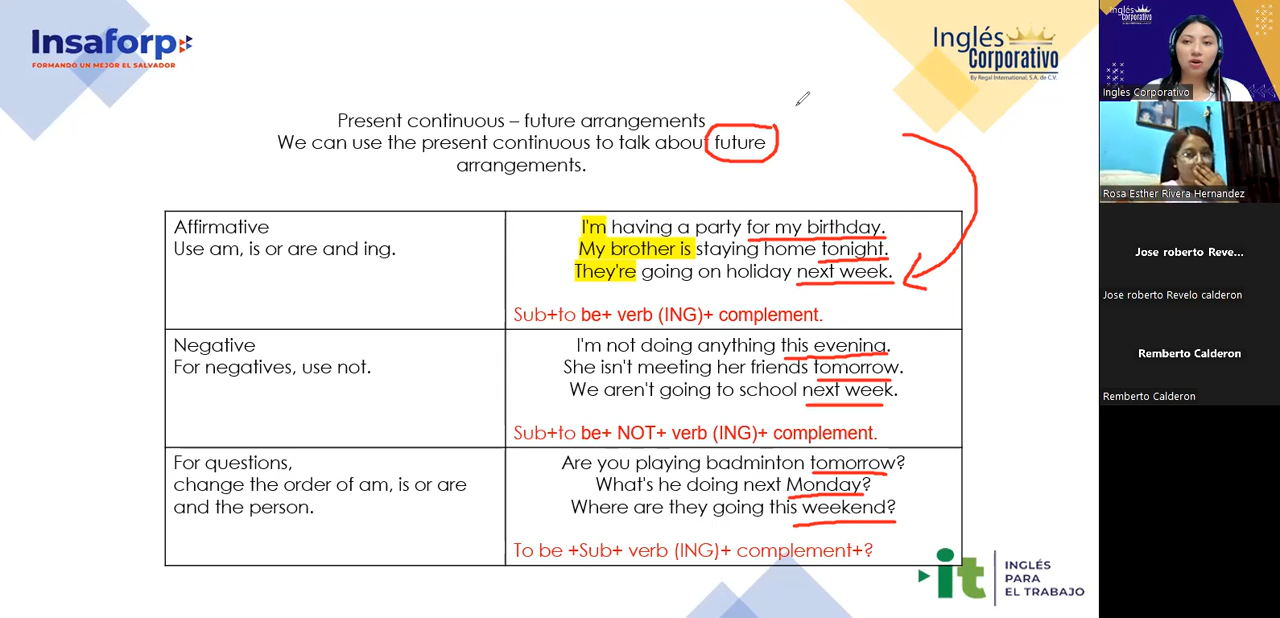 Insaforp
FORMANDO UN MEJOR EL SALVADOR
Inglés
Corporativo
By Regal International, S.A. de C.V.
Present continuous – future arrangements
We can use the present continuous to talk about future
arrangements.
Affirmative
Use am, is or are and ing.
I'm having a party for my birthday.
My brother is staying home tonight.
They're going on holiday next week.
Sub+to be+ verb (ING)+ complement.
Negative
For negatives, use not.
I'm not doing anything this evening.
She isn't meeting her friends tomorrow.
We aren't going to school next week.
Sub+to be+ NOT+ verb (ING)+ complement.
For questions,
change the order of am, is or are
and the person.
Are you playing badminton tomorrow?
What's he doing next Monday?
Where are they going this weekend?
To be +Sub+ verb (ING)+ complement+?
it
INGLÉS
PARA
EL TRABAJO
Inglés
Corporativo
Ingles Corporativo
Rosa Esther Rivera Hernandez
Jose roberto Reve...
Jose roberto Revelo calderon
Remberto Calderon
Remberto Calderon